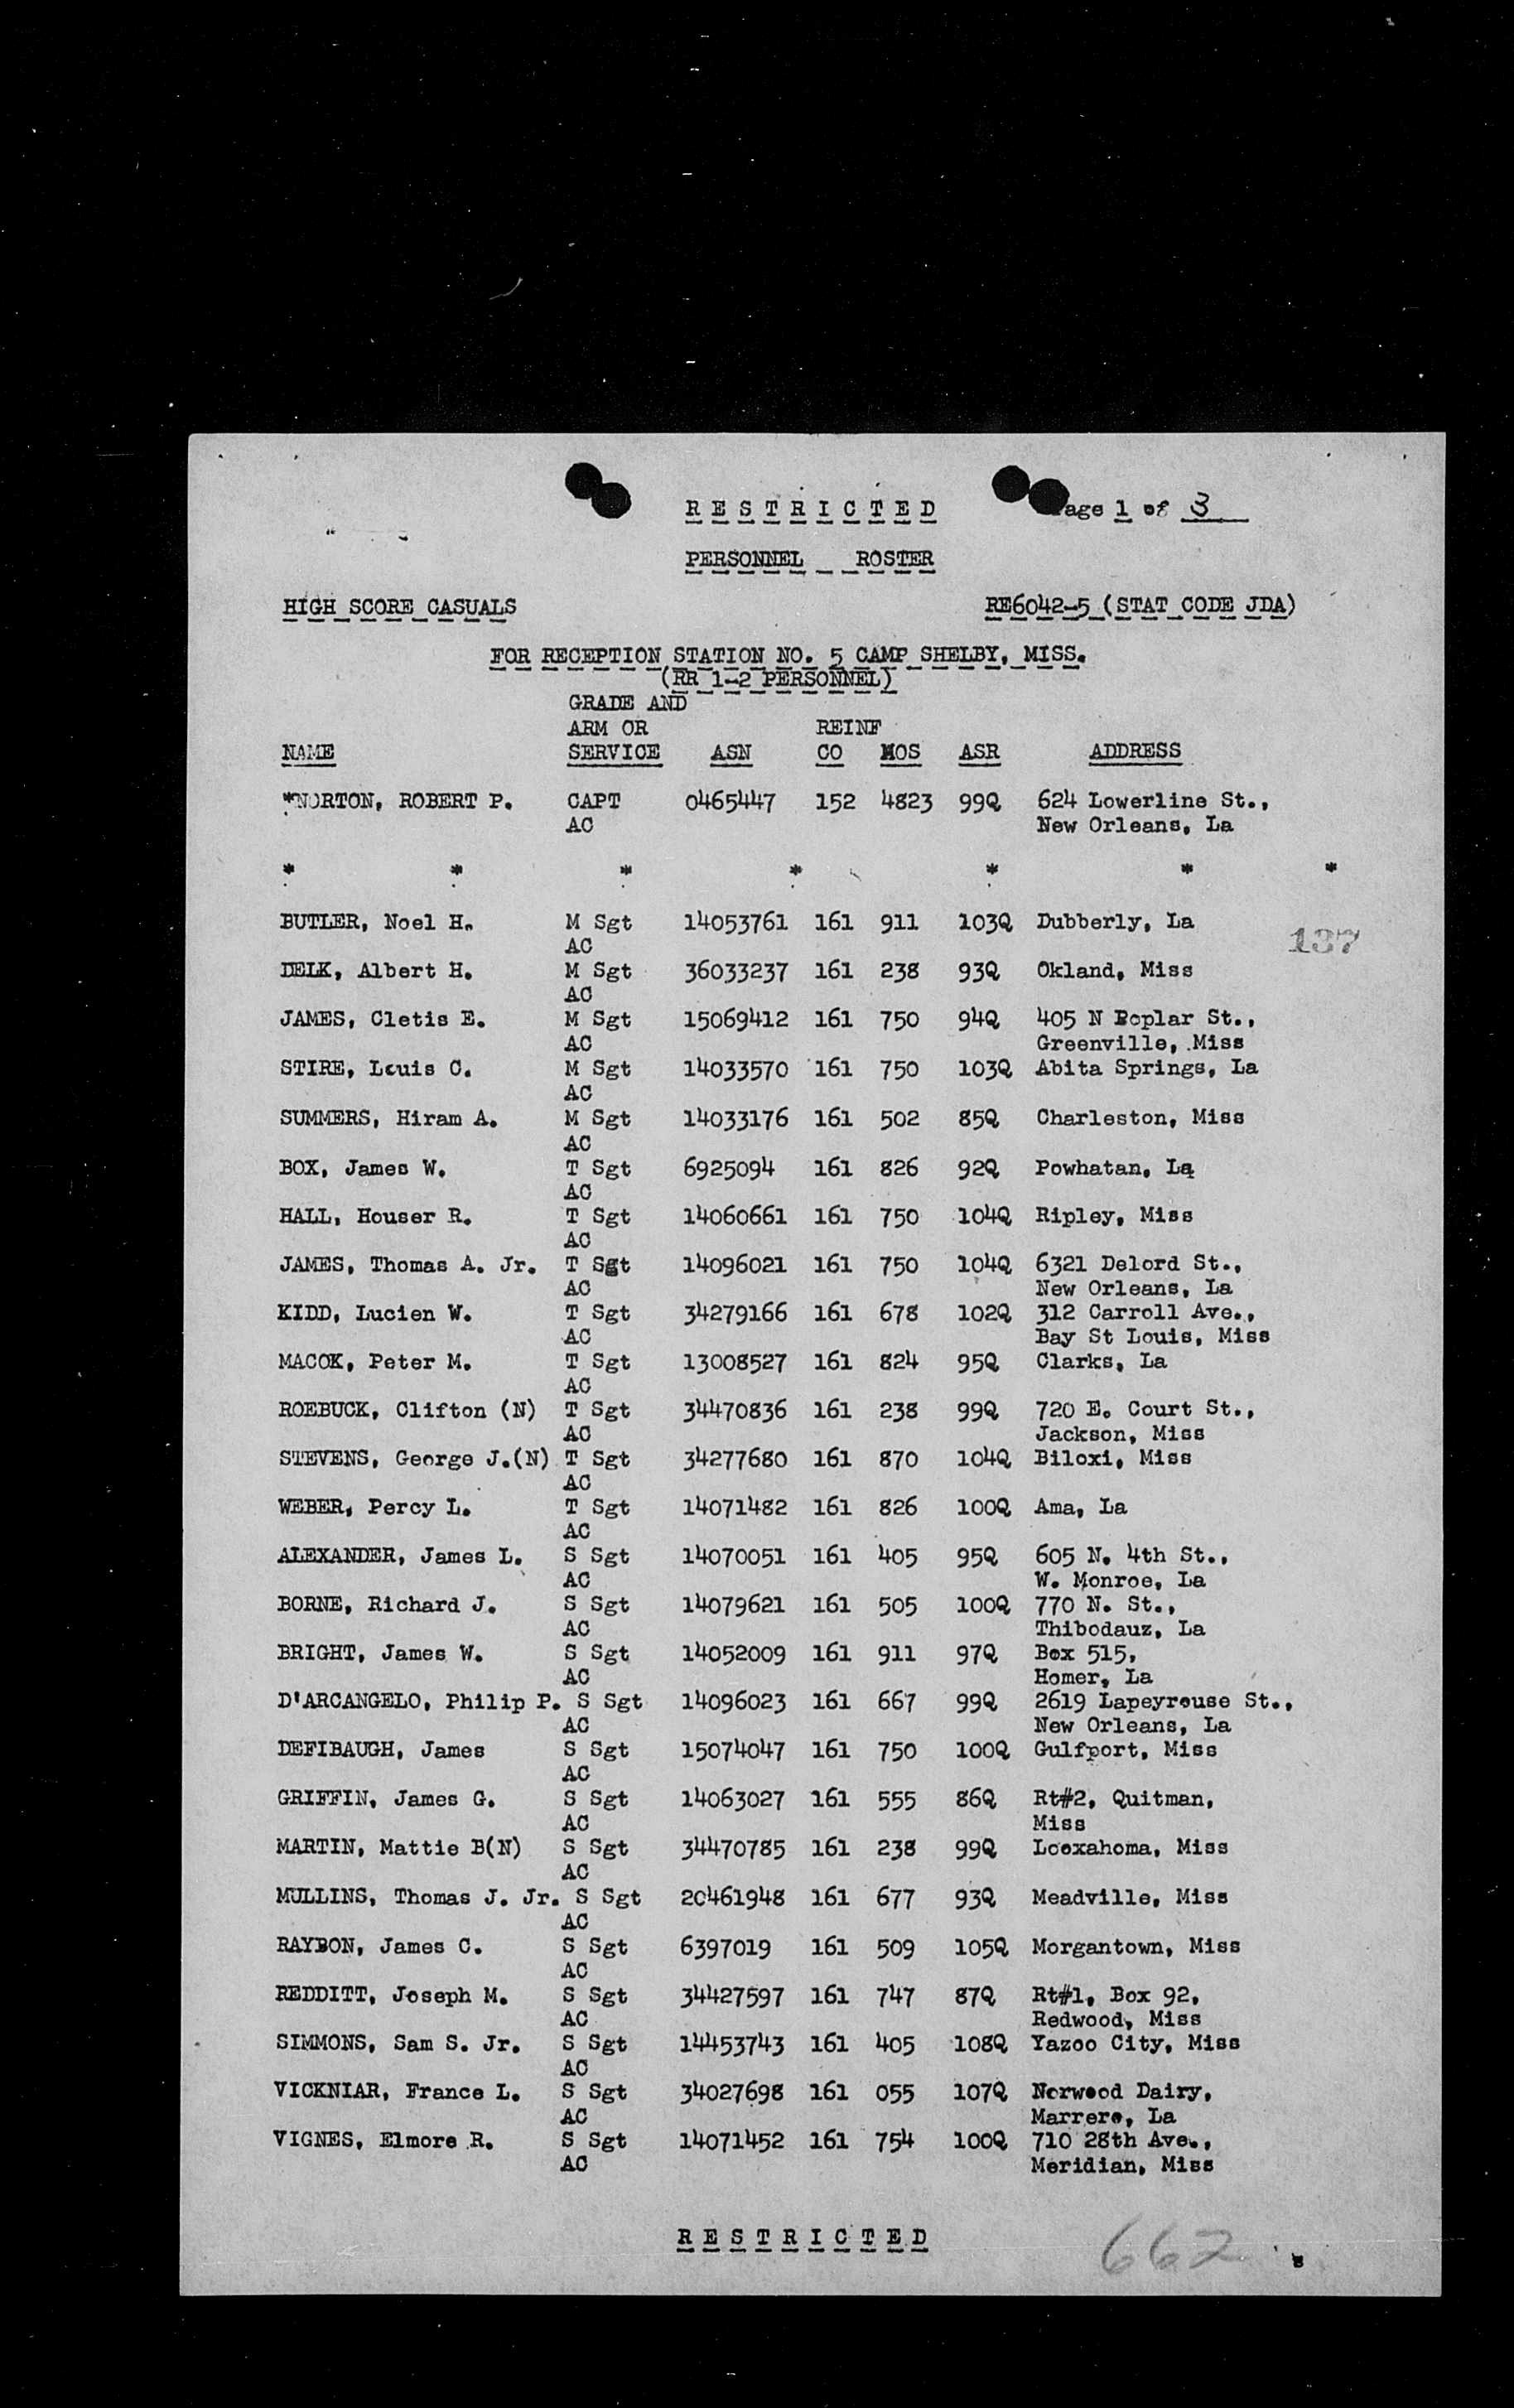 R E S T R I C T E D
age 1 of 3
PERSONNEL ROSTER
HIGH SCORE CASUALS RE6042-5 (STAT CODE JDA)
FOR RECEPTION STATION NO. 5 CAMP SHELBY, MISS.
(RR 1-2 PERSONNEL)
GRADE AND
ARM OR REINF
NAME SERVICE ASN CO MOS ASR ADDRESS
*NORTON, ROBERT P. CAPT 0465447 152 4823 99Q 624 Lowerline St.,
AC New Orleans, La
* * * * * * *
BUTLER, Noel H. M Sgt 14053761 161 911 103Q Dubberly, La
AC 137
DELK, Albert H. M Sgt 36033237 161 238 93Q Okland, Miss
AC
JAMES, Cletis E. M Sgt 15069412 161 750 94Q 405 N Poplar St.,
AC Greenville, Miss
STIRE, Louis C. M Sgt 14033570 161 750 103Q Abita Springs, La
AC
SUMMERS, Hiram A. M Sgt 14033176 161 502 85Q Charleston, Miss
AC
BOX, James W. T Sgt 6925094 161 826 92Q Powhatan, La
AC
HALL, Houser R. T Sgt 14060661 161 750 104Q Ripley, Miss
AC
JAMES, Thomas A. Jr. T Sgt 14096021 161 750 104Q 6321 Delord St.,
AC New Orleans, La
KIDD, Lucien W. T Sgt 34279166 161 678 102Q 312 Carroll Ave.,
AC Bay St Louis, Miss
MACOK, Peter M. T Sgt 13008527 161 824 95Q Clarks, La
AC
ROEBUCK, Clifton (N) T Sgt 34470836 161 238 99Q 720 E. Court St.,
AC Jackson, Miss
STEVENS, George J.(N) T Sgt 34277680 161 870 104Q Biloxi, Miss
AC
WEBER, Percy L. T Sgt 14071482 161 826 100Q Ama, La
AC
ALEXANDER, James L. S Sgt 14070051 161 405 95Q 605 N. 4th St.,
AC W. Monroe, La
BORNE, Richard J. S Sgt 14079621 161 505 100Q 770 N. St.,
AC Thibodauz, La
BRIGHT, James W. S Sgt 14052009 161 911 97Q Box 515,
AC Homer, La
D'ARCANGELO, Philip P. S Sgt 14096023 161 667 99Q 2619 Lapeyrouse St.,
AC New Orleans, La
DEFIBAUGH, James S Sgt 15074047 161 750 100Q Gulfport, Miss
AC
GRIFFIN, James G. S Sgt 14063027 161 555 86Q Rt#2, Quitman,
AC Miss
MARTIN, Mattie B(N) S Sgt 34470785 161 238 99Q Looxahoma, Miss
AC
MULLINS, Thomas J. Jr. S Sgt 20461948 161 677 93Q Meadville, Miss
AC
RAYBON, James C. S Sgt 6397019 161 509 105Q Morgantown, Miss
AC
REDDITT, Joseph M. S Sgt 34427597 161 747 87Q Rt#1, Box 92,
AC Redwood, Miss
SIMMONS, Sam S. Jr. S Sgt 14453743 161 405 108Q Yazoo City, Miss
AC
VICKNIAR, France L. S Sgt 34027698 161 055 107Q Norwood Dairy,
AC Marrero, La
VIGNES, Elmore R. S Sgt 14071452 161 754 100Q 710 28th Ave.,
AC Meridian, Miss
R E S T R I C T E D
662